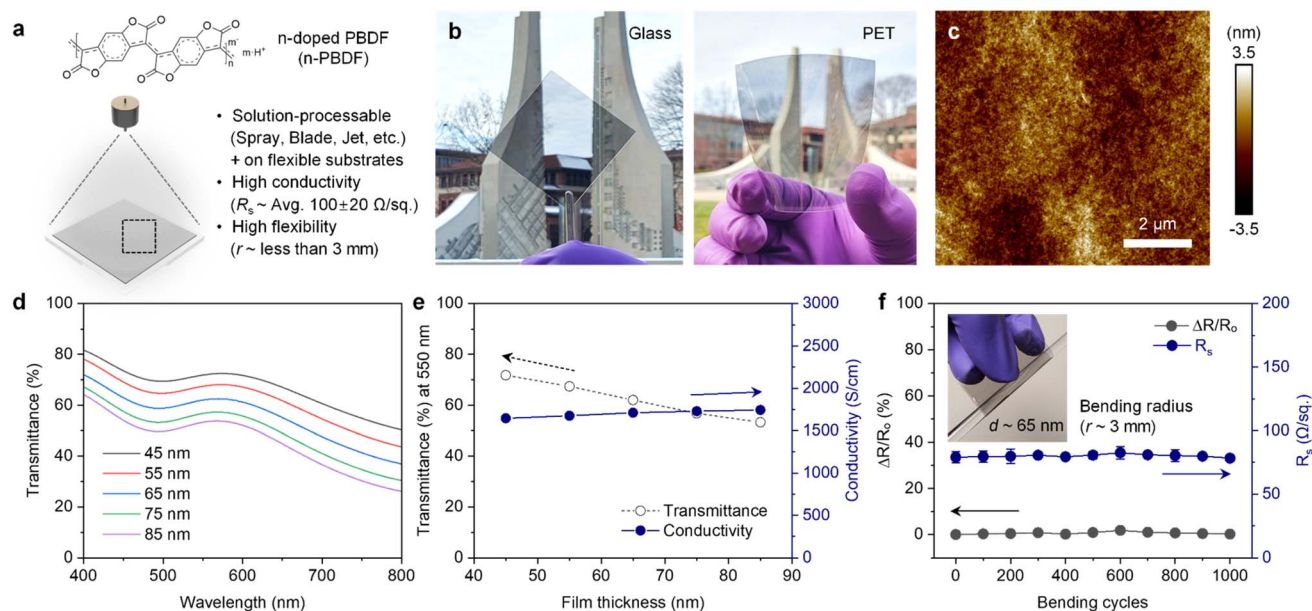 a
O
O
O
O
O
O
O
O
m-
n
m·H+
n-doped PBDF
(n-PBDF)
• Solution-processable
(Spray, Blade, Jet, etc.)
+ on flexible substrates
• High conductivity
(Rs ~ Avg. 100±20 Ω/sq.)
• High flexibility
(r ~ less than 3 mm)
b
Glass
PET
c
(nm)
3.5
-3.5
2 μm
d
Transmittance (%)
100
80
60
40
20
0
45 nm
55 nm
65 nm
75 nm
85 nm
400 500 600 700 800
Wavelength (nm)
e
Transmittance (%) at 550 nm
100
80
60
40
20
0
Transmittance
Conductivity
3000
2500
2000
1500
1000
500
0
Conductivity (S/cm)
40 50 60 70 80 90
Film thickness (nm)
f
ΔR/Ro (%)
100
80
60
40
20
0
d ~ 65 nm
ΔR/Ro
Rs
Bending radius
(r ~ 3 mm)
200
150
100
50
0
Rs (Ω/sq.)
0 200 400 600 800 1000
Bending cycles